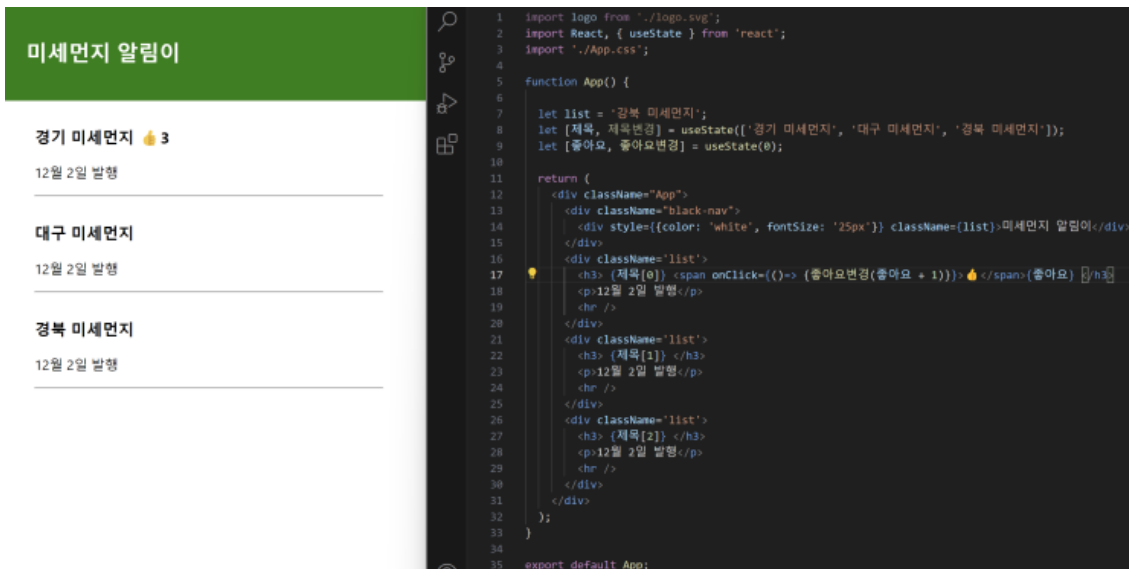 미세먼지 알림이
경기 미세먼지 👍 3
12월 2일 발행
대구 미세먼지
12월 2일 발행
경북 미세먼지
12월 2일 발행
1 import logo from './logo.svg';
2 import React, { useState } from 'react';
3 import './App.css';
4
5 function App() {
6
7 let list = '강북 미세먼지';
8 let [제목, 제목변경] = useState(['경기 미세먼지', '대구 미세먼지', '경북 미세먼지']);
9 let [좋아요, 좋아요변경] = useState(0);
10
11 return (
12 <div className="App">
13 <div className="black-nav">
14 <div style={{color: 'white', fontSize: '25px'}} className={list}>미세먼지 알림이</div>
15 </div>
16 <div className='list'>
17 <h3> {제목[0]} <span onClick={()=> {좋아요변경(좋아요 + 1)}}>👍</span>{좋아요} </h3>
18 <p>12월 2일 발행</p>
19 <hr />
20 </div>
21 <div className='list'>
22 <h3> {제목[1]} </h3>
23 <p>12월 2일 발행</p>
24 <hr />
25 </div>
26 <div className='list'>
27 <h3> {제목[2]} </h3>
28 <p>12월 2일 발행</p>
29 <hr />
30 </div>
31 </div>
32 );
33 }
34
35 export default App;